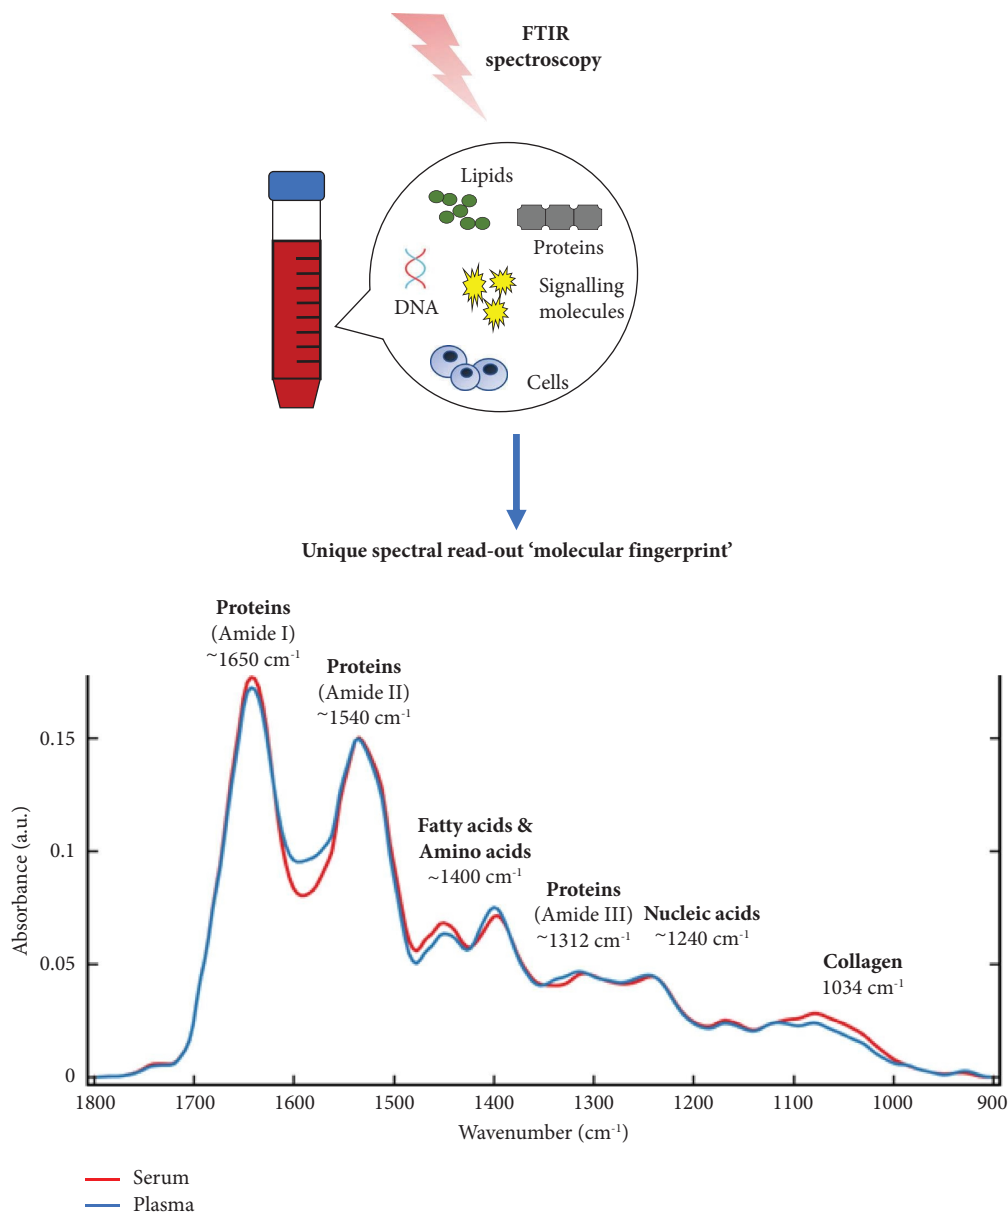 FTIR
spectroscopy
Lipids
Proteins
DNA
Signalling
molecules
Cells
Unique spectral read-out ‘molecular fingerprint’
Proteins
(Amide I)
~1650 cm⁻¹
Proteins
(Amide II)
~1540 cm⁻¹
Fatty acids &
Amino acids
~1400 cm⁻¹
Proteins
(Amide III)
~1312 cm⁻¹
Nucleic acids
~1240 cm⁻¹
Collagen
1034 cm⁻¹
Absorbance (a.u.)
0.15
0.1
0.05
0
1800 1700 1600 1500 1400 1300 1200 1100 1000 900
Wavenumber (cm⁻¹)
Serum
Plasma